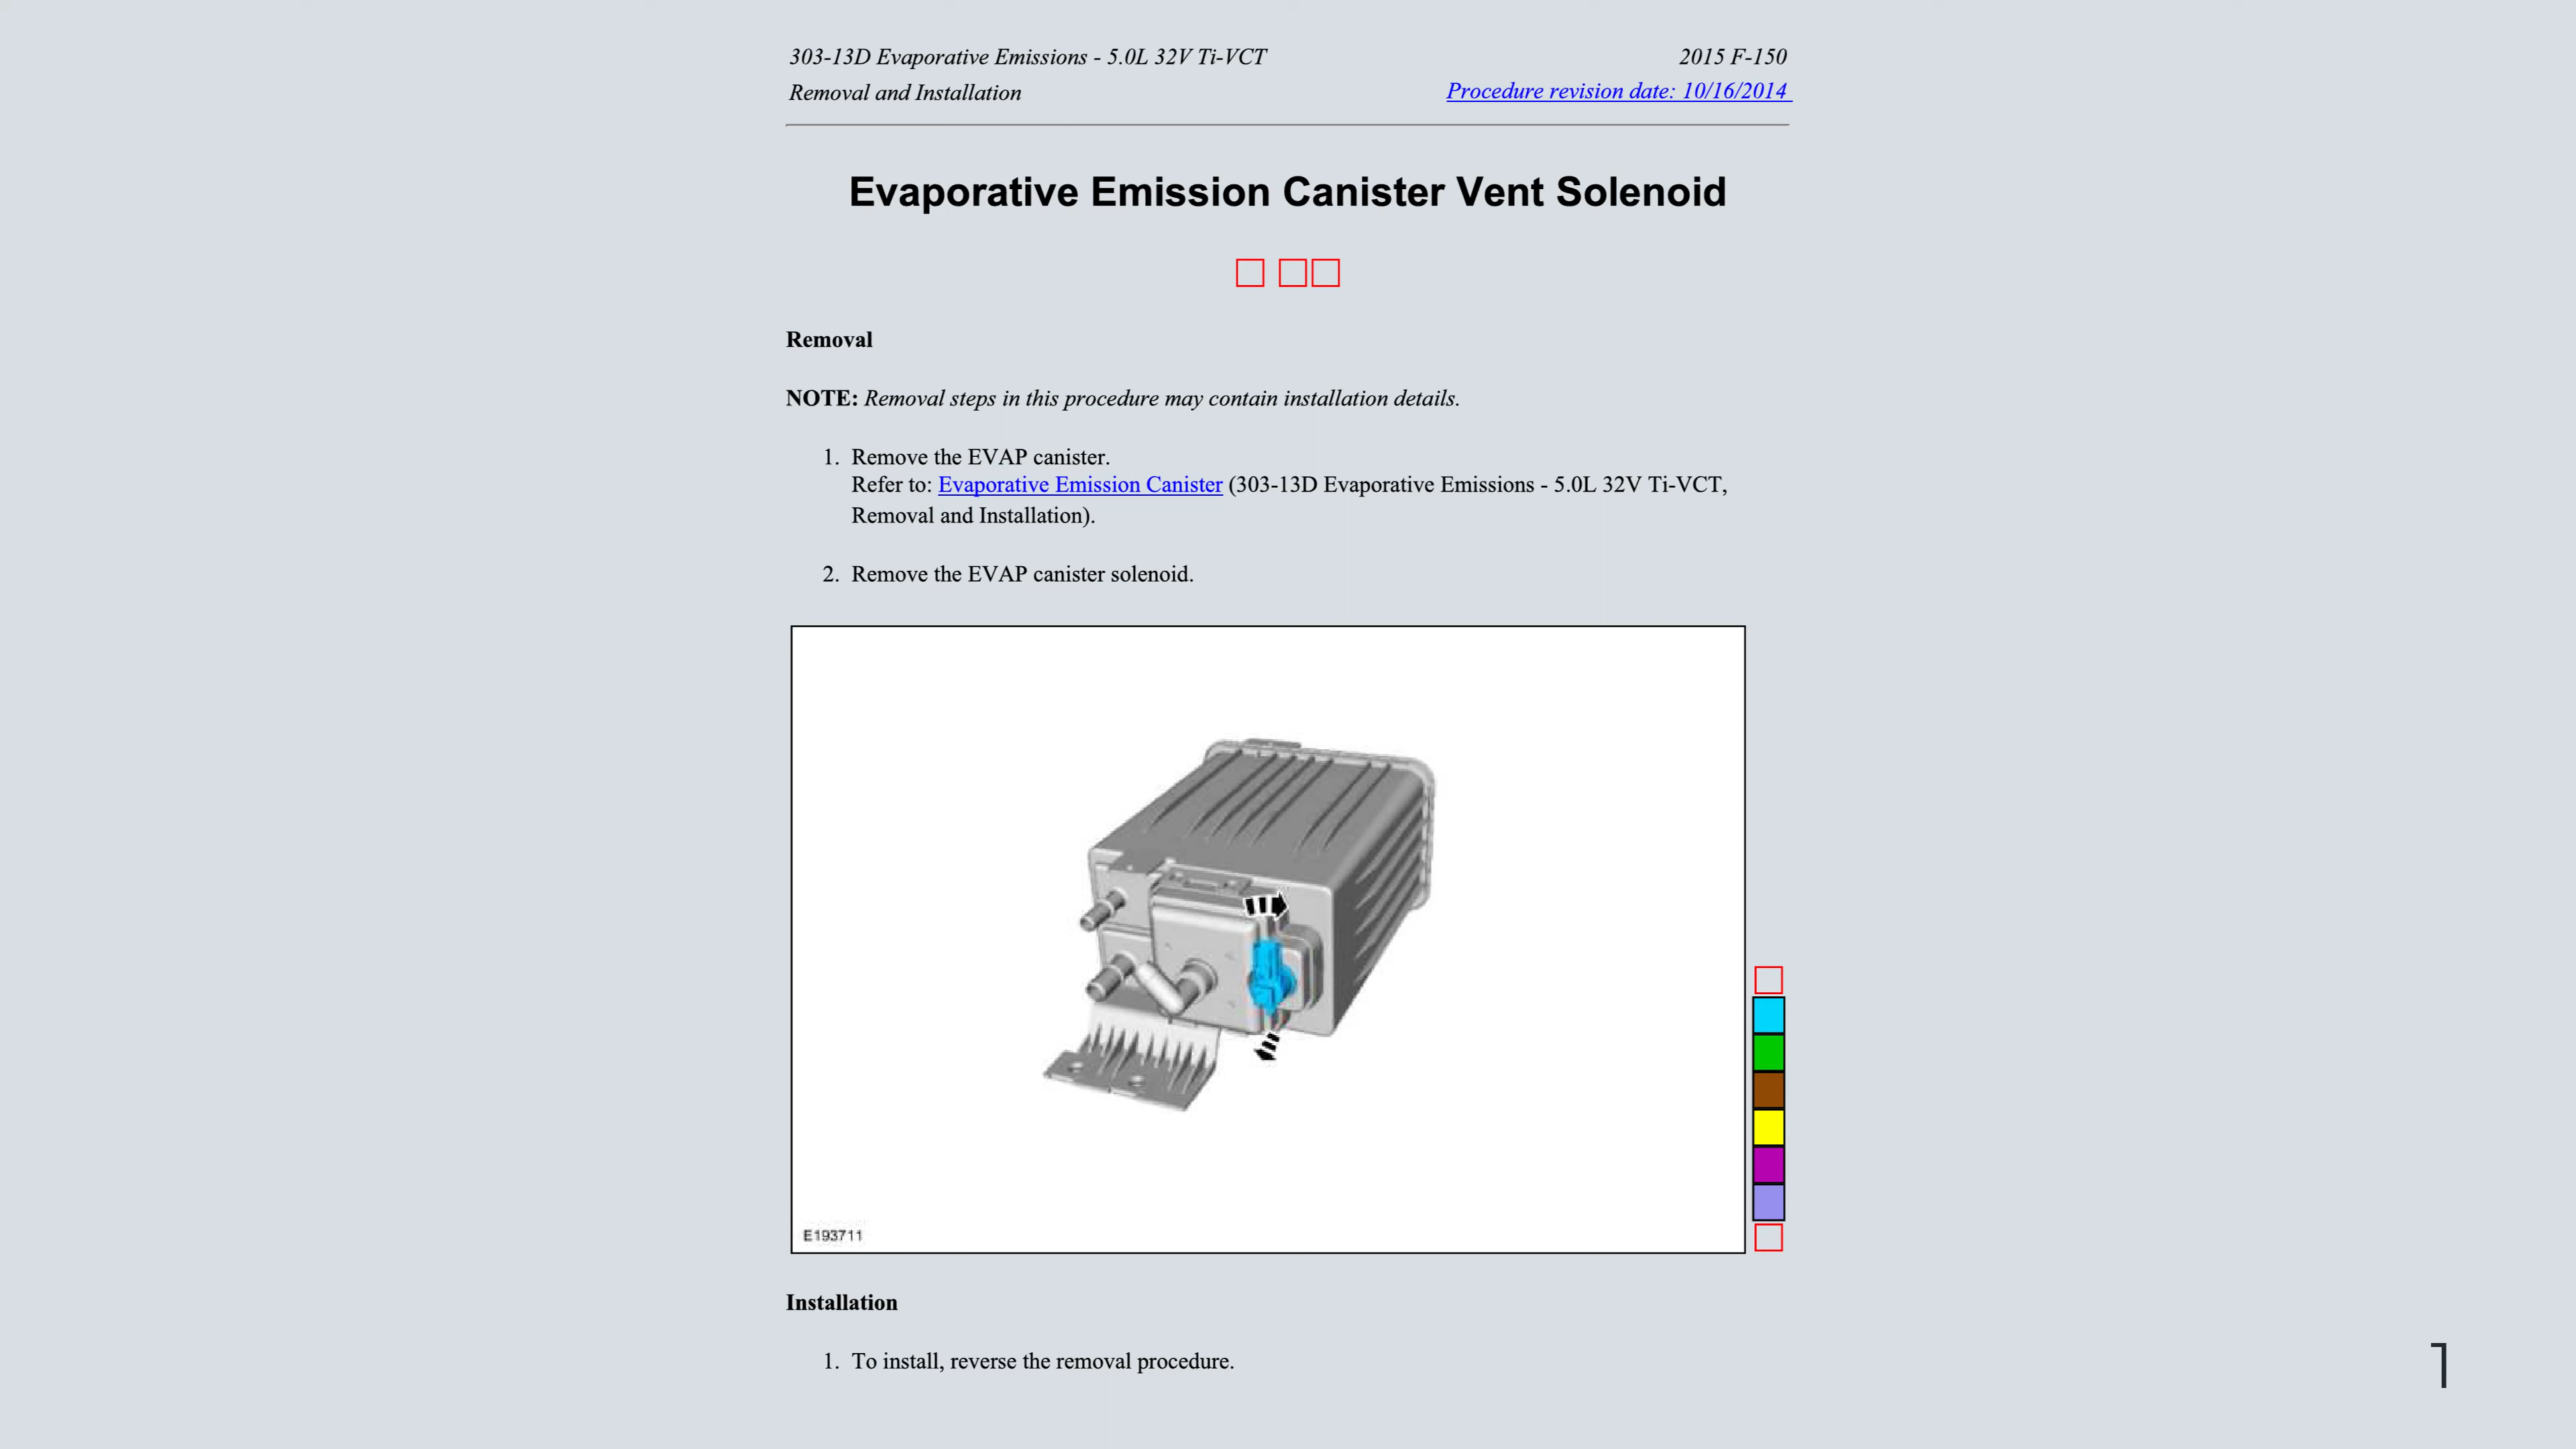 303-13D Evaporative Emissions - 5.0L 32V Ti-VCT 2015 F-150
Removal and Installation Procedure revision date: 10/16/2014
Evaporative Emission Canister Vent Solenoid
Removal
NOTE: Removal steps in this procedure may contain installation details.
1. Remove the EVAP canister.
Refer to: Evaporative Emission Canister (303-13D Evaporative Emissions - 5.0L 32V Ti-VCT,
Removal and Installation).
2. Remove the EVAP canister solenoid.
E193711
Installation
1. To install, reverse the removal procedure.
1